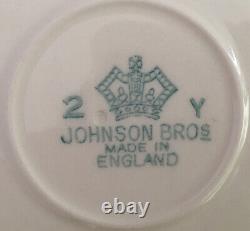 2 Y
JOHNSON BROS
MADE IN
ENGLAND